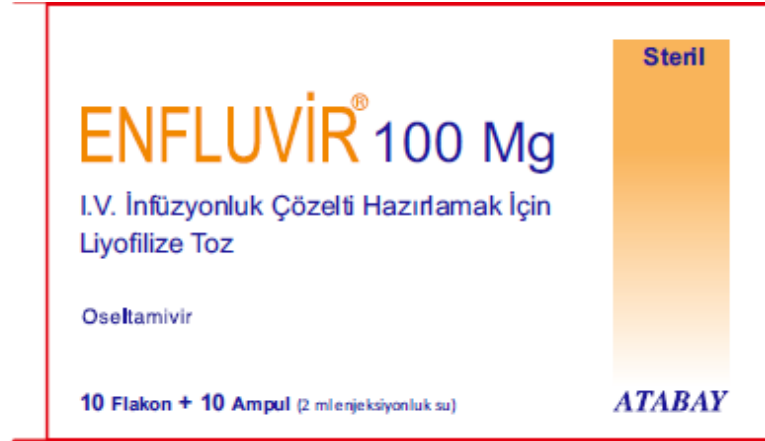 Steril
ENFLUVİR® 100 Mg
I.V. İnfüzyonluk Çözelti Hazırlamak İçin
Liyofilize Toz
Oseltamivir
10 Flakon + 10 Ampul (2 ml enjeksiyonluk su)
ATABAY